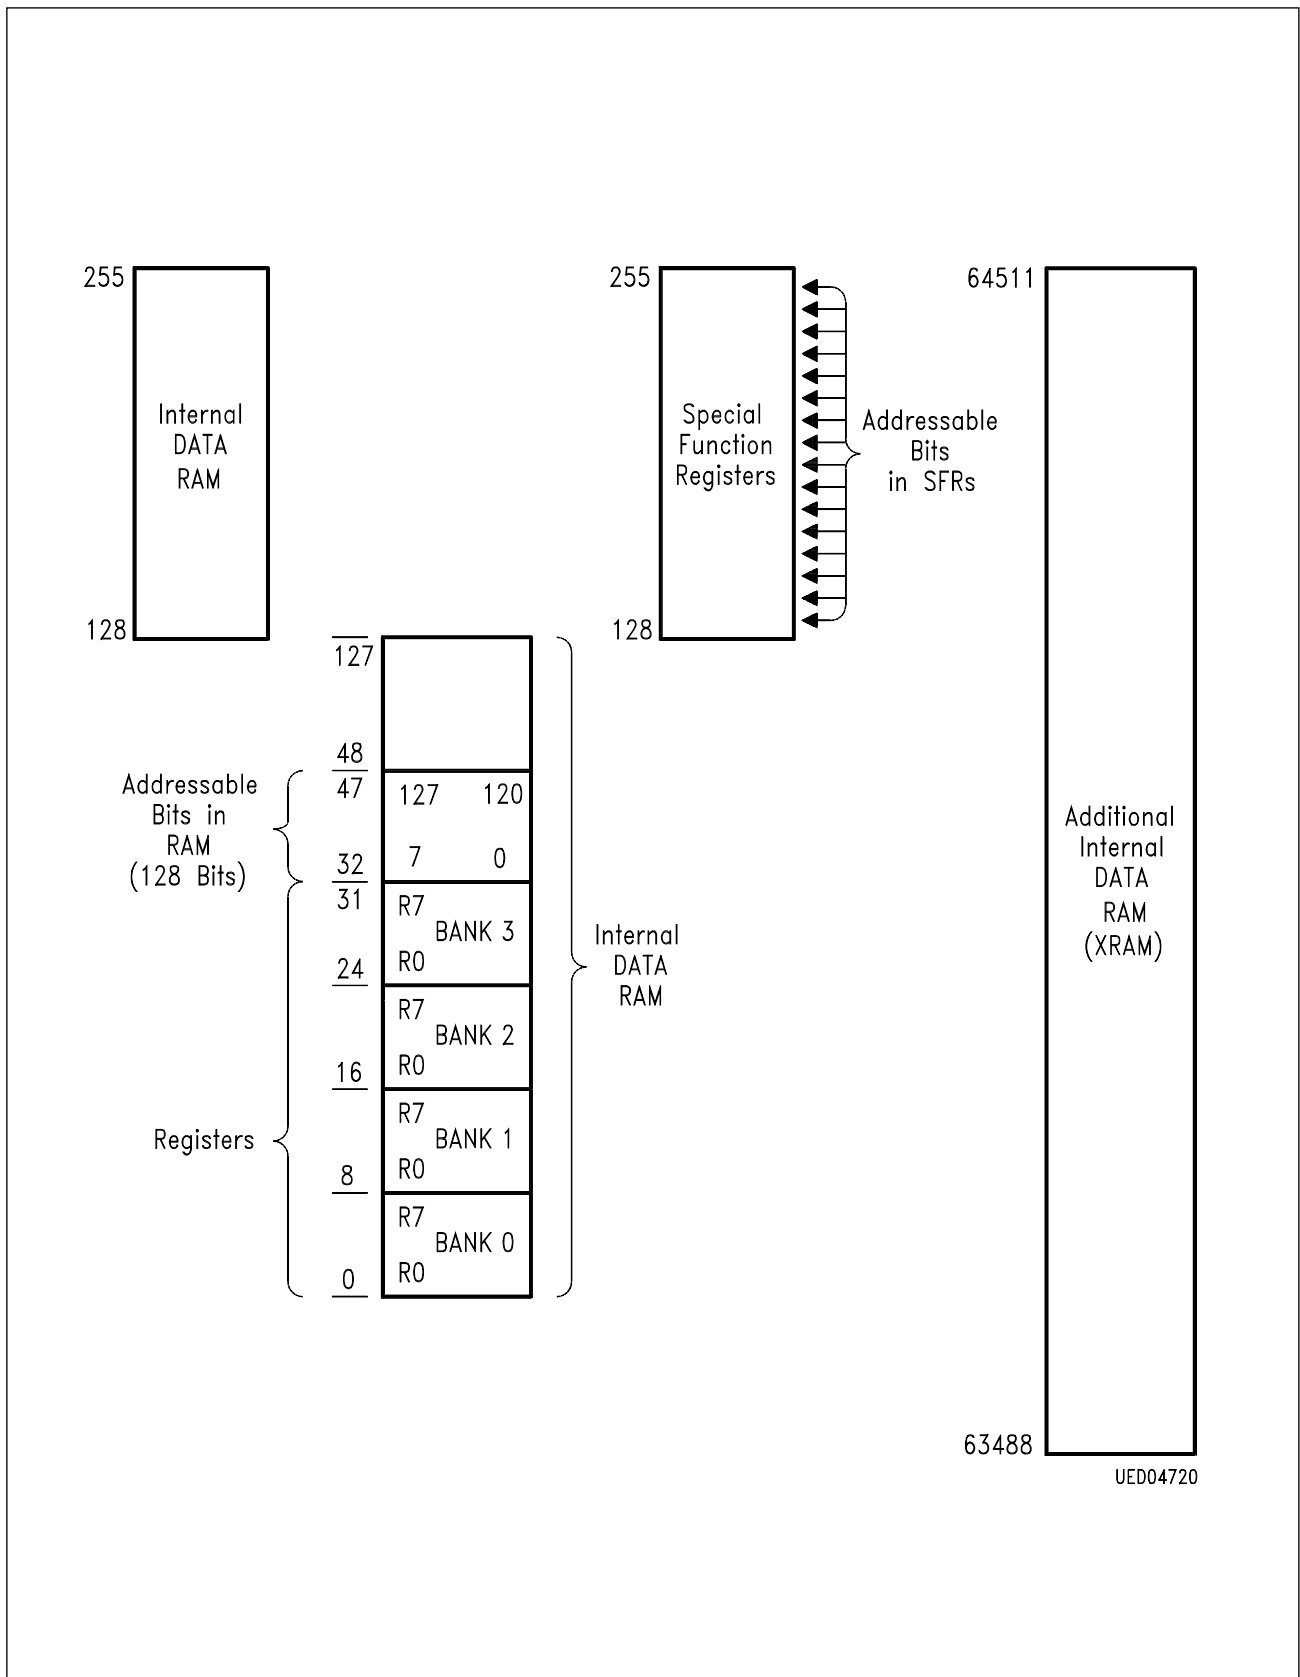 255
Internal
DATA
RAM
128
255
Special
Function
Registers
128
Addressable
Bits
in SFRs
64511
Additional
Internal
DATA
RAM
(XRAM)
63488
127
48
47
32
31
24
16
8
0
Addressable
Bits in
RAM
(128 Bits)
Registers
127 120
7 0
R7
BANK 3
R0
R7
BANK 2
R0
R7
BANK 1
R0
R7
BANK 0
R0
Internal
DATA
RAM
UED04720